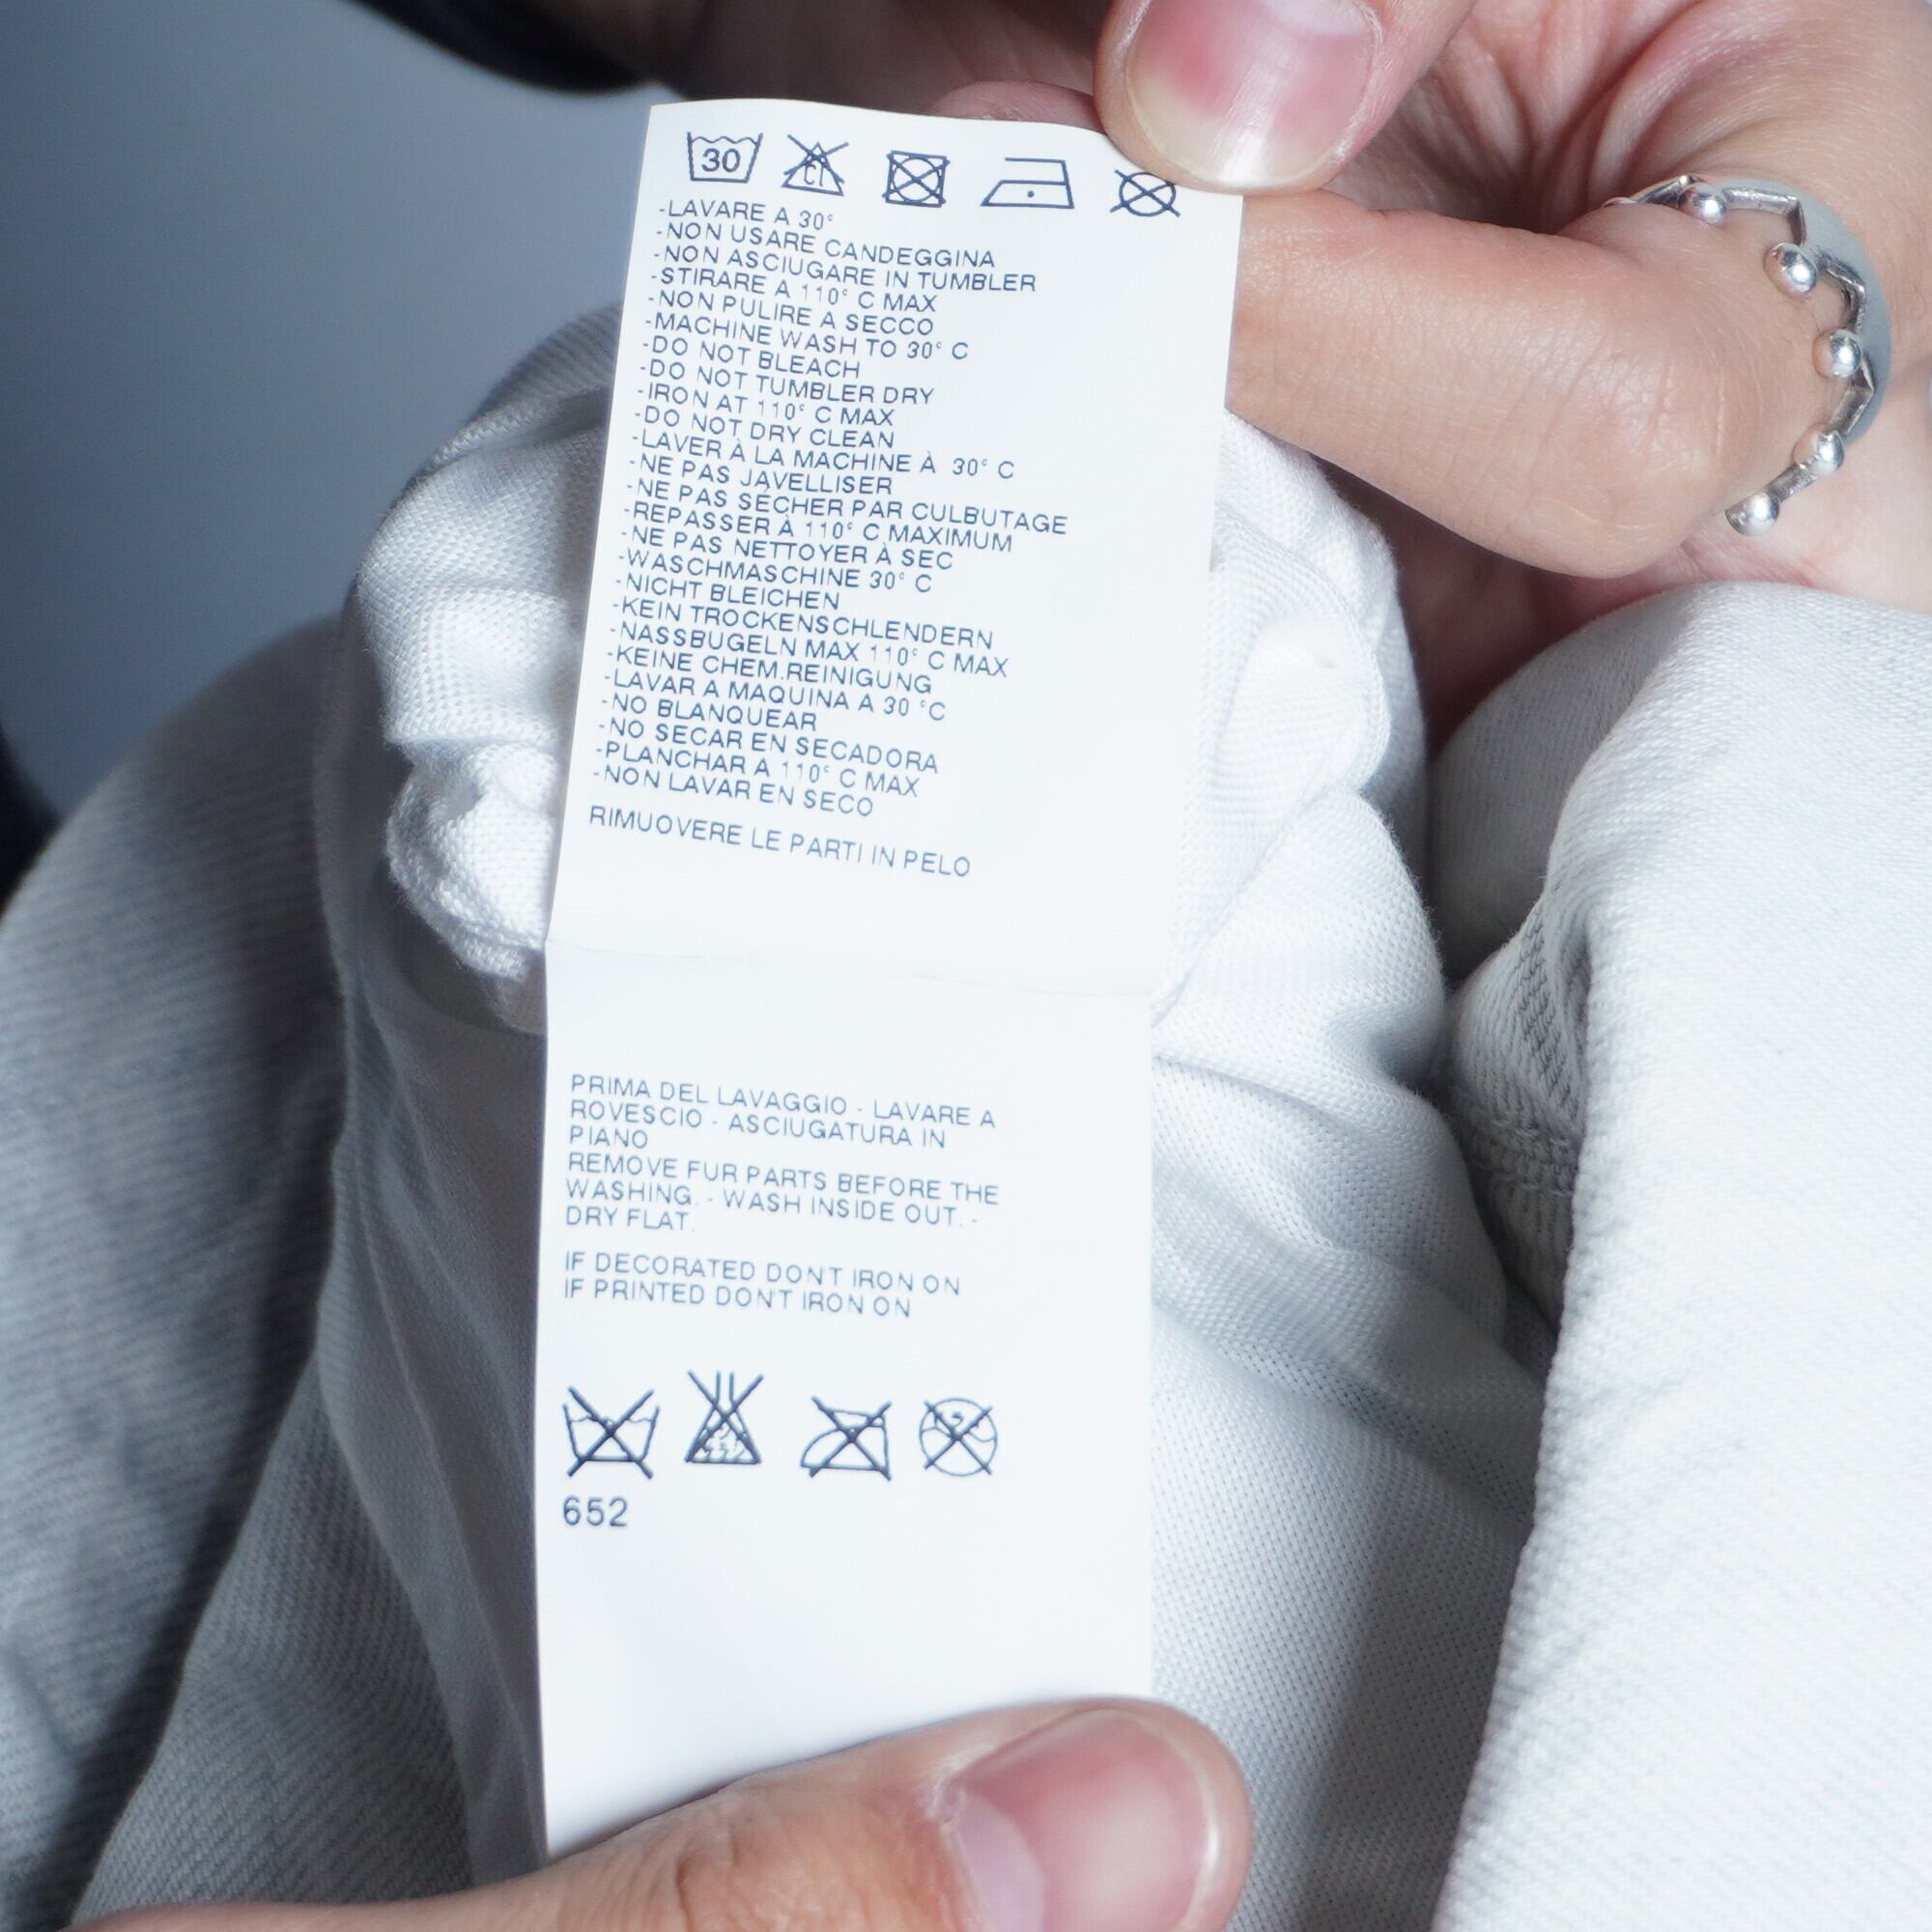 30
cl
-LAVARE A 30°
-NON USARE CANDEGGINA
-NON ASCIUGARE IN TUMBLER
-STIRARE A 110° C MAX
-NON PULIRE A SECCO
-MACHINE WASH TO 30° C
-DO NOT BLEACH
-DO NOT TUMBLER DRY
-IRON AT 110° C MAX
-DO NOT DRY CLEAN
-LAVER À LA MACHINE À 30° C
-NE PAS JAVELLISER
-NE PAS SÉCHER PAR CULBUTAGE
-REPASSER À 110° C MAXIMUM
-NE PAS NETTOYER À SEC
-WASCHMASCHINE 30° C
-NICHT BLEICHEN
-KEIN TROCKENSCHLENDERN
-NASSBUGELN MAX 110° C MAX
-KEINE CHEM.REINIGUNG
-LAVAR A MAQUINA A 30 °C
-NO BLANQUEAR
-NO SECAR EN SECADORA
-PLANCHAR A 110° C MAX
-NON LAVAR EN SECO
RIMUOVERE LE PARTI IN PELO
PRIMA DEL LAVAGGIO - LAVARE A
ROVESCIO - ASCIUGATURA IN
PIANO
REMOVE FUR PARTS BEFORE THE
WASHING. - WASH INSIDE OUT. -
DRY FLAT.
IF DECORATED DON'T IRON ON
IF PRINTED DON'T IRON ON
652